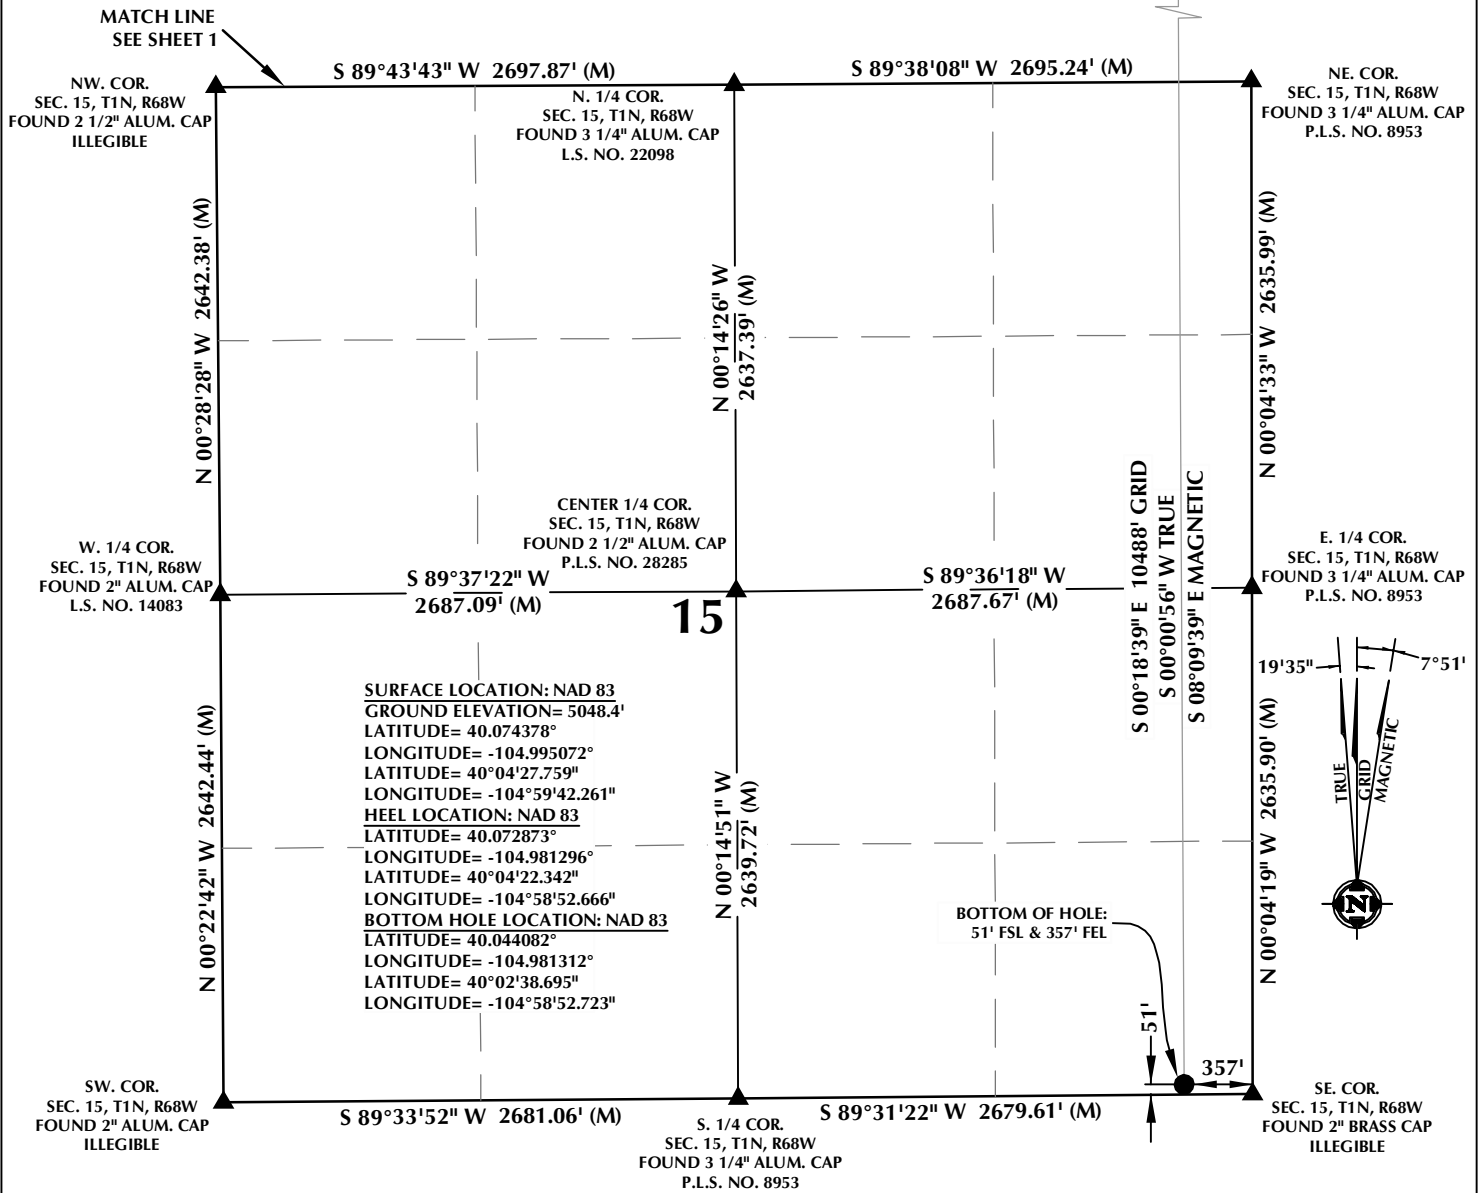 MATCH LINE
SEE SHEET 1
S 89°43'43" W 2697.87' (M)
S 89°38'08" W 2695.24' (M)
NW. COR.
SEC. 15, T1N, R68W
FOUND 2 1/2" ALUM. CAP
ILLEGIBLE
N. 1/4 COR.
SEC. 15, T1N, R68W
FOUND 3 1/4" ALUM. CAP
L.S. NO. 22098
NE. COR.
SEC. 15, T1N, R68W
FOUND 3 1/4" ALUM. CAP
P.L.S. NO. 8953
N 00°28'28" W 2642.38' (M)
N 00°14'26" W
2637.39' (M)
N 00°04'33" W 2635.99' (M)
W. 1/4 COR.
SEC. 15, T1N, R68W
FOUND 2" ALUM. CAP
L.S. NO. 14083
CENTER 1/4 COR.
SEC. 15, T1N, R68W
FOUND 2 1/2" ALUM. CAP
P.L.S. NO. 28285
E. 1/4 COR.
SEC. 15, T1N, R68W
FOUND 3 1/4" ALUM. CAP
P.L.S. NO. 8953
S 89°37'22" W
2687.09' (M)
S 89°36'18" W
2687.67' (M)
15
S 00°18'39" E 10488' GRID
S 00°00'56" W TRUE
S 08°09'39" E MAGNETIC
19'35"
7°51'
TRUE
GRID
MAGNETIC
N
SURFACE LOCATION: NAD 83
GROUND ELEVATION= 5048.4'
LATITUDE= 40.074378°
LONGITUDE= -104.995072°
LATITUDE= 40°04'27.759"
LONGITUDE= -104°59'42.261"
HEEL LOCATION: NAD 83
LATITUDE= 40.072873°
LONGITUDE= -104.981296°
LATITUDE= 40°04'22.342"
LONGITUDE= -104°58'52.666"
BOTTOM HOLE LOCATION: NAD 83
LATITUDE= 40.044082°
LONGITUDE= -104.981312°
LATITUDE= 40°02'38.695"
LONGITUDE= -104°58'52.723"
N 00°22'42" W 2642.44' (M)
N 00°14'51" W
2639.72' (M)
N 00°04'19" W 2635.90' (M)
BOTTOM OF HOLE:
51' FSL & 357' FEL
51'
357'
SW. COR.
SEC. 15, T1N, R68W
FOUND 2" ALUM. CAP
ILLEGIBLE
S 89°33'52" W 2681.06' (M)
S 89°31'22" W 2679.61' (M)
S. 1/4 COR.
SEC. 15, T1N, R68W
FOUND 3 1/4" ALUM. CAP
P.L.S. NO. 8953
SE. COR.
SEC. 15, T1N, R68W
FOUND 2" BRASS CAP
ILLEGIBLE